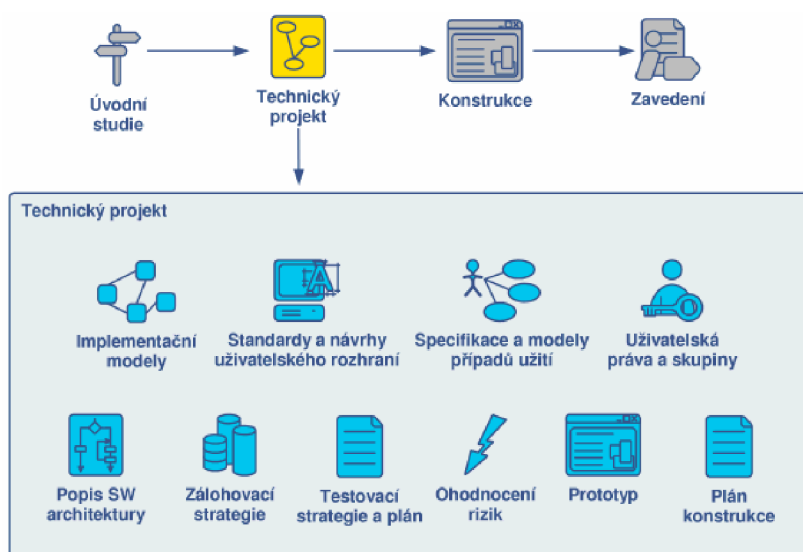 Úvodní
studie
Technický
projekt
Konstrukce
Zavedení
Technický projekt
Implementační
modely
Standardy a návrhy
uživatelského rozhraní
Specifikace a modely
případů užití
Uživatelská
práva a skupiny
Popis SW
architektury
Zálohovací
strategie
Testovací
strategie a plán
Ohodnocení
rizik
Prototyp
Plán
konstrukce